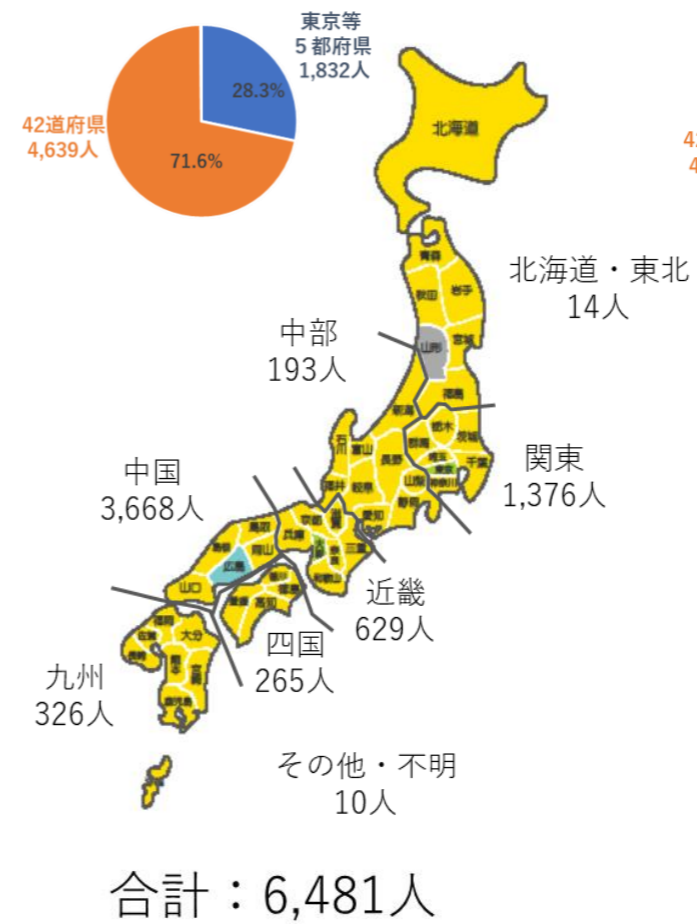 東京等
5都府県
1,832人
28.3%
42道府県
4,639人
71.6%
北海道
青森
秋田
岩手
山形
宮城
福島
新潟
栃木
群馬
茨城
埼玉
千葉
東京
神奈川
山梨
長野
静岡
石川
富山
福井
岐阜
愛知
滋賀
京都
兵庫
大阪
奈良
三重
和歌山
鳥取
島根
岡山
広島
山口
香川
徳島
愛媛
高知
福岡
佐賀
長崎
大分
熊本
宮崎
鹿児島
北海道・東北
14人
中部
193人
中国
3,668人
関東
1,376人
近畿
629人
四国
265人
九州
326人
その他・不明
10人
合計：6,481人